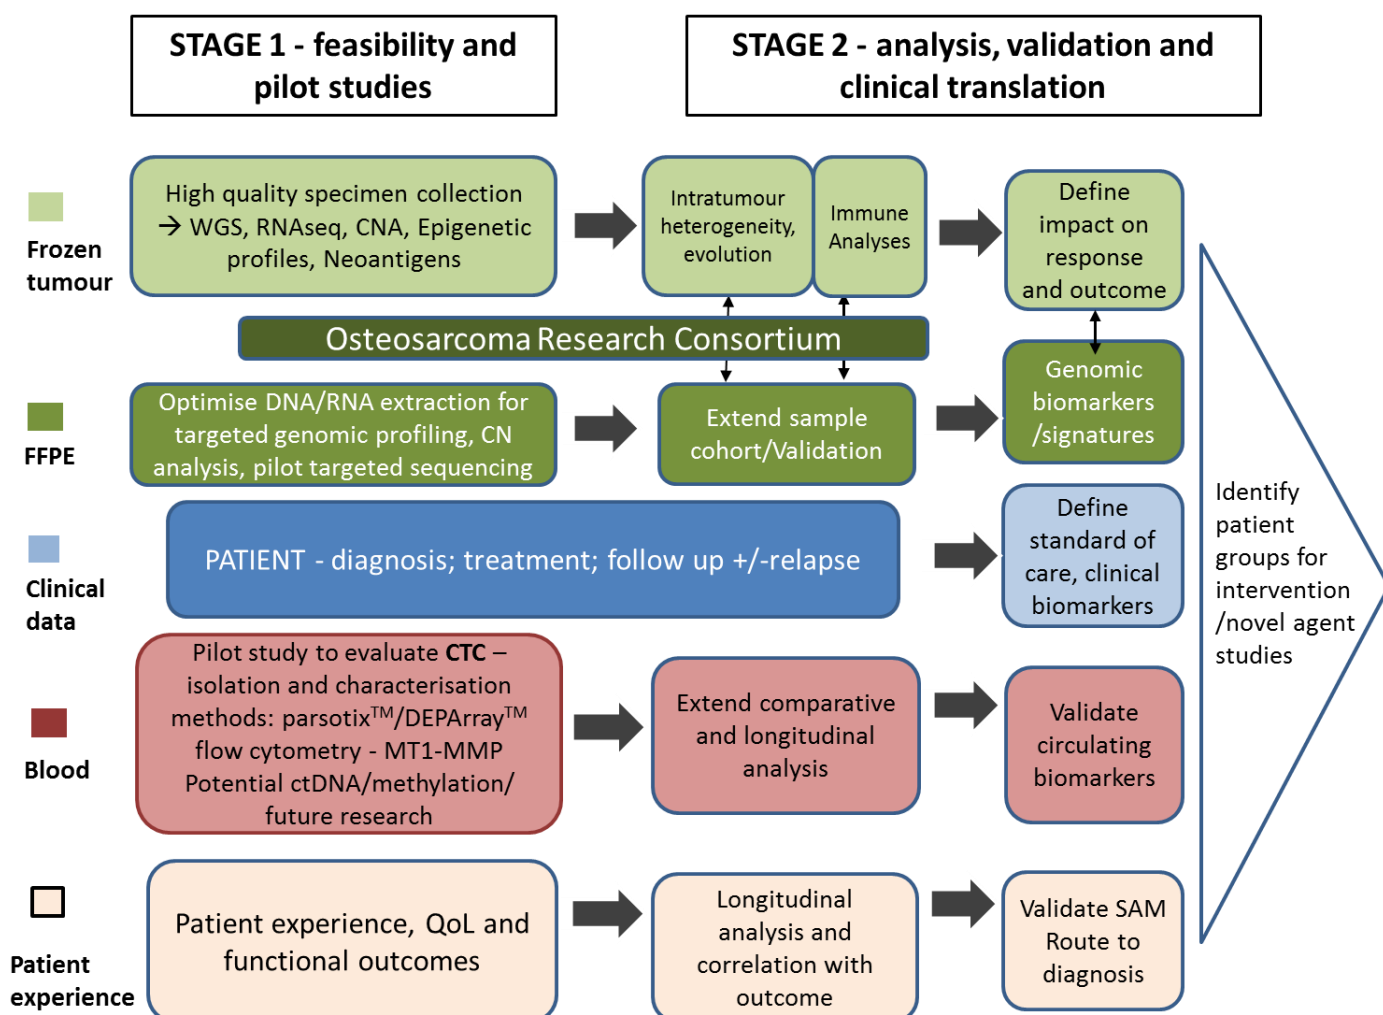 STAGE 1 - feasibility and
pilot studies
STAGE 2 - analysis, validation and
clinical translation
Frozen
tumour
High quality specimen collection
→ WGS, RNAseq, CNA, Epigenetic
profiles, Neoantigens
Intratumour
heterogeneity,
evolution
Immune
Analyses
Define
impact on
response
and outcome
Osteosarcoma Research Consortium
FFPE
Optimise DNA/RNA extraction for
targeted genomic profiling, CN
analysis, pilot targeted sequencing
Extend sample
cohort/Validation
Genomic
biomarkers
/signatures
Clinical
data
PATIENT - diagnosis; treatment; follow up +/-relapse
Define
standard of
care, clinical
biomarkers
Identify
patient
groups for
intervention
/novel agent
studies
Blood
Pilot study to evaluate CTC –
isolation and characterisation
methods: parsotix™/DEPArray™
flow cytometry - MT1-MMP
Potential ctDNA/methylation/
future research
Extend comparative
and longitudinal
analysis
Validate
circulating
biomarkers
Patient
experience
Patient experience, QoL and
functional outcomes
Longitudinal
analysis and
correlation with
outcome
Validate SAM
Route to
diagnosis